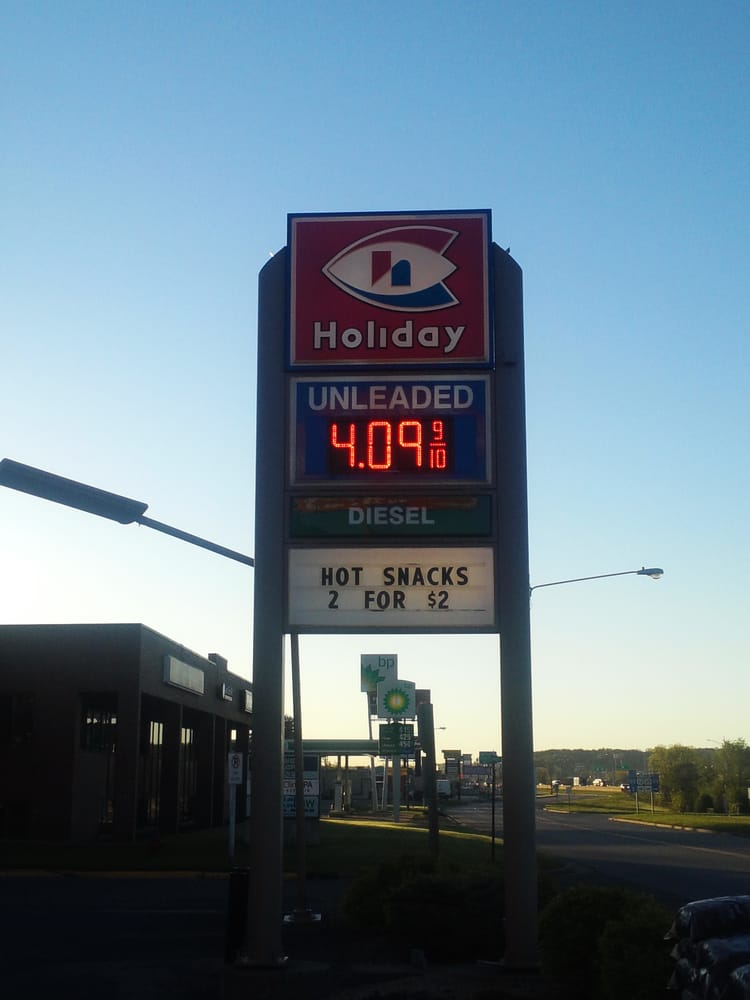 h
Holiday
UNLEADED
4.09 9/10
DIESEL
HOT SNACKS
2 FOR $2
bp